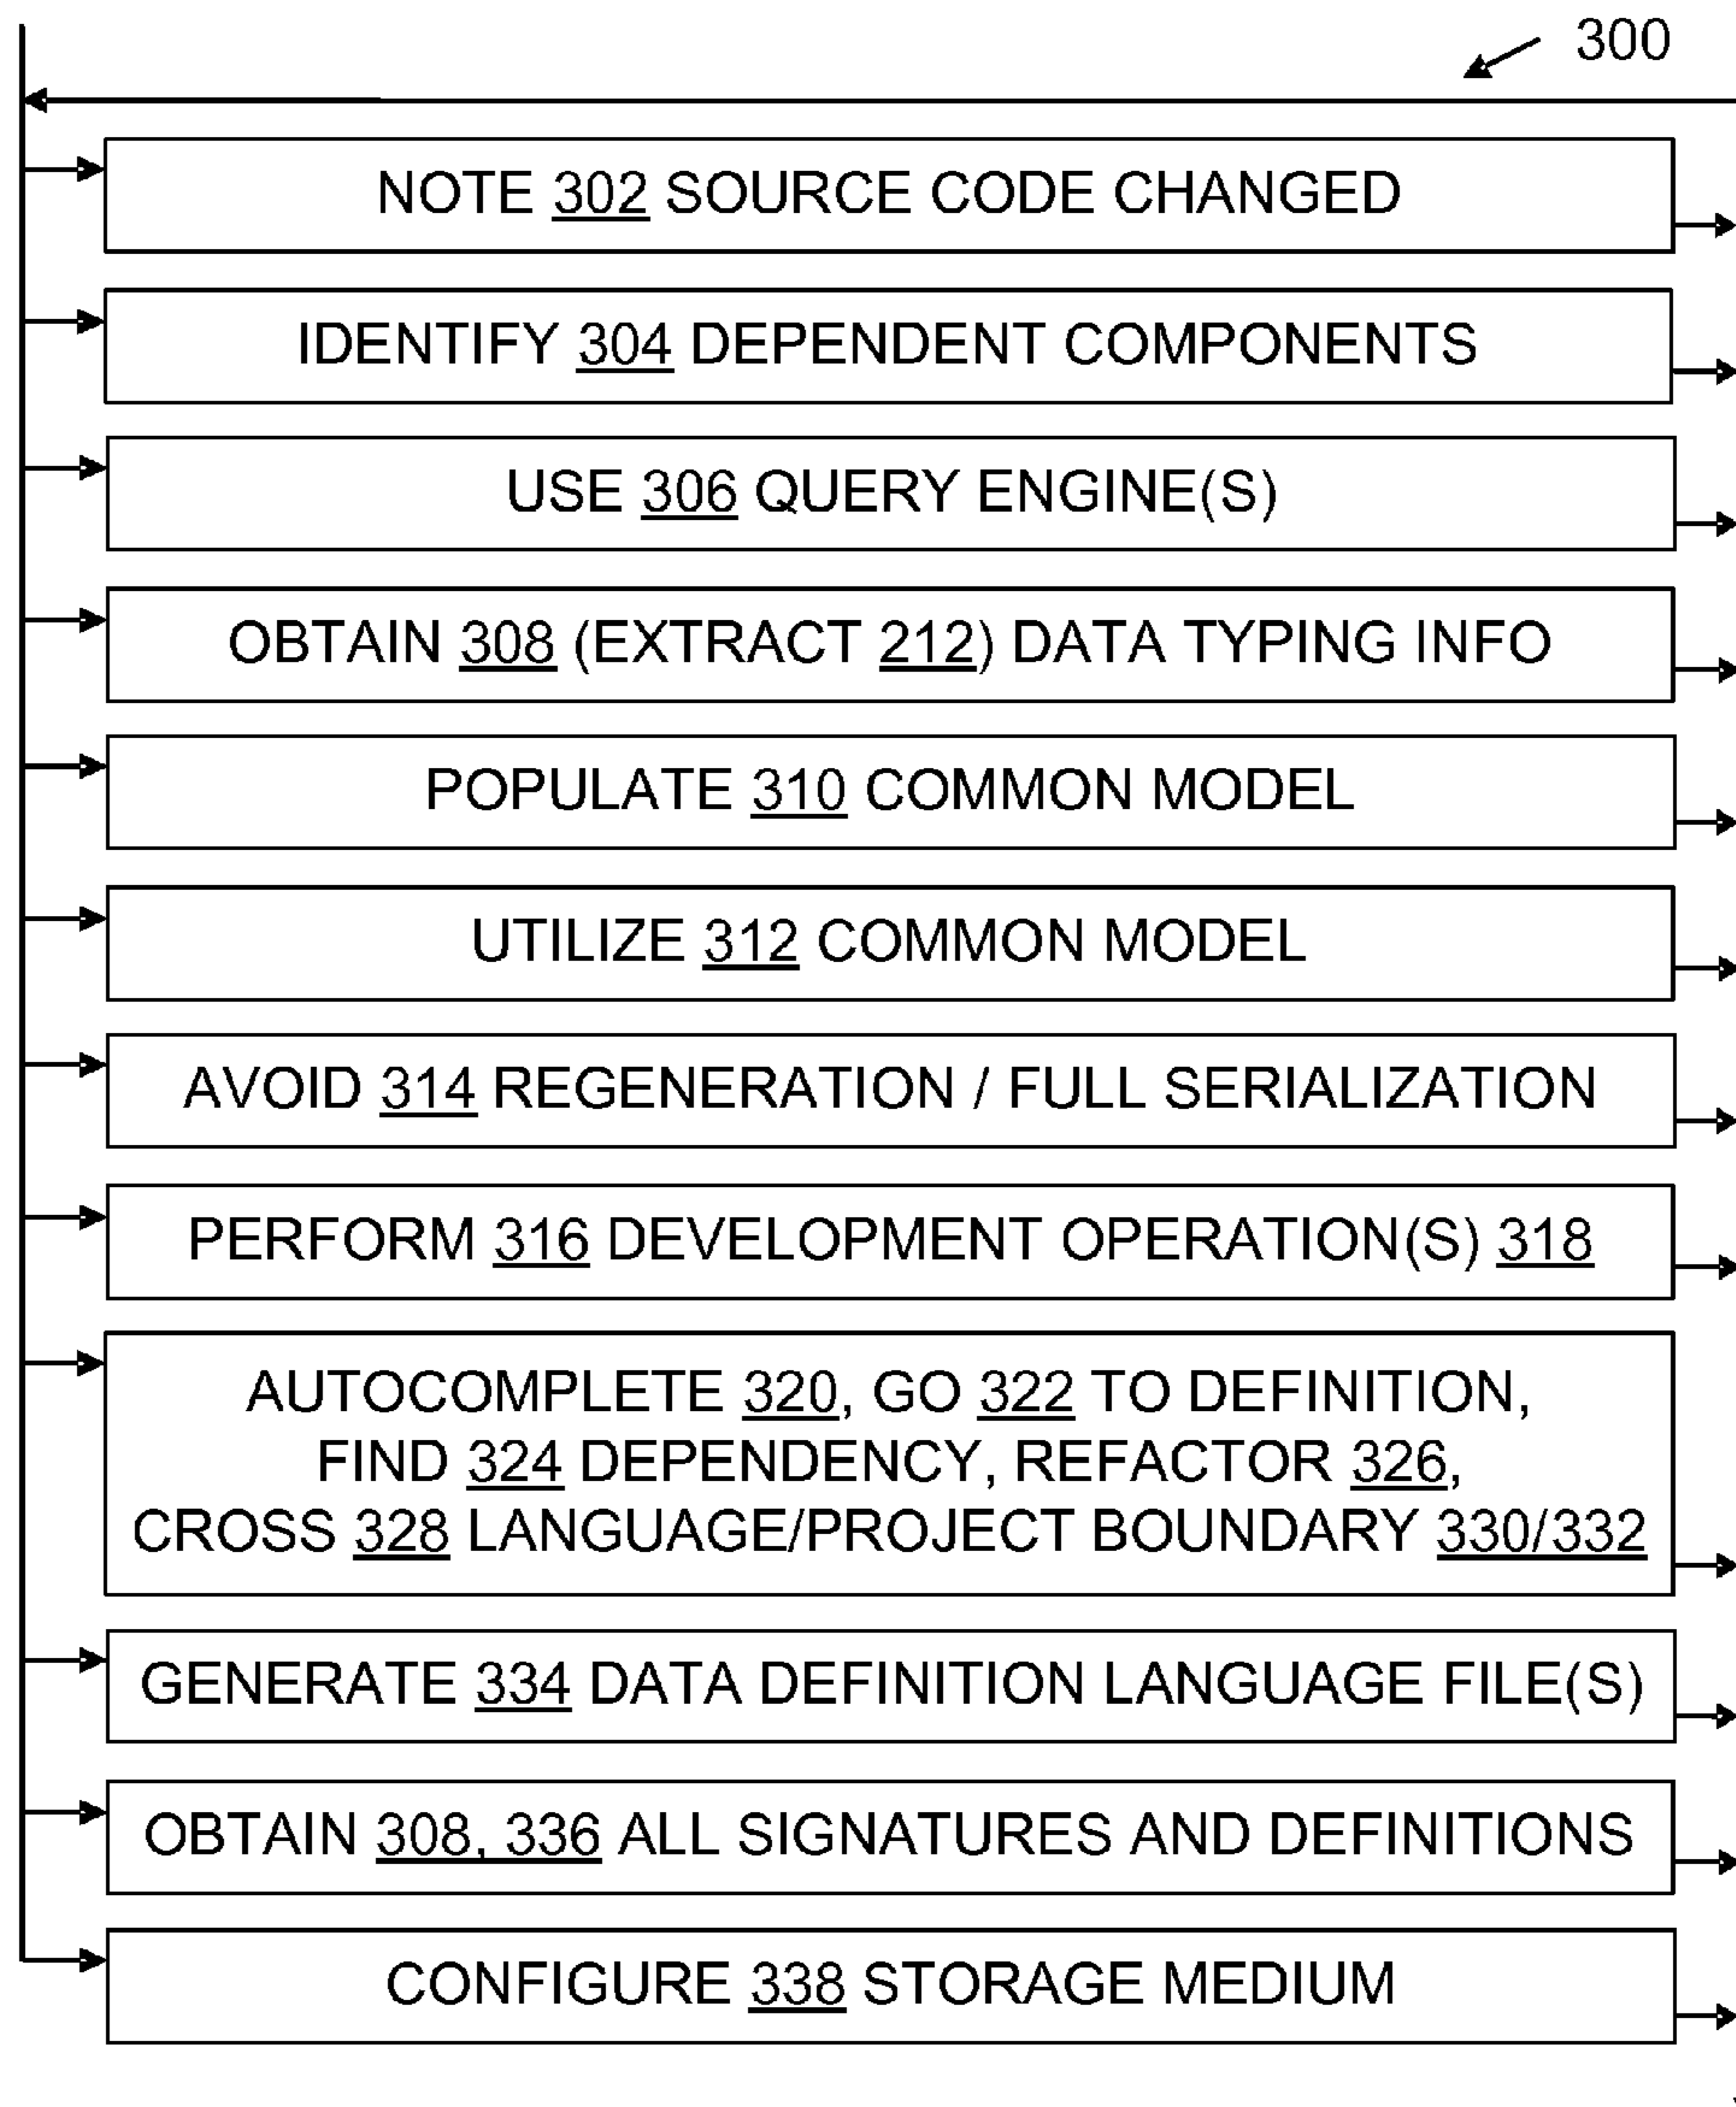 300
NOTE 302 SOURCE CODE CHANGED
IDENTIFY 304 DEPENDENT COMPONENTS
USE 306 QUERY ENGINE(S)
OBTAIN 308 (EXTRACT 212) DATA TYPING INFO
POPULATE 310 COMMON MODEL
UTILIZE 312 COMMON MODEL
AVOID 314 REGENERATION / FULL SERIALIZATION
PERFORM 316 DEVELOPMENT OPERATION(S) 318
AUTOCOMPLETE 320, GO 322 TO DEFINITION,
FIND 324 DEPENDENCY, REFACTOR 326,
CROSS 328 LANGUAGE/PROJECT BOUNDARY 330/332
GENERATE 334 DATA DEFINITION LANGUAGE FILE(S)
OBTAIN 308, 336 ALL SIGNATURES AND DEFINITIONS
CONFIGURE 338 STORAGE MEDIUM